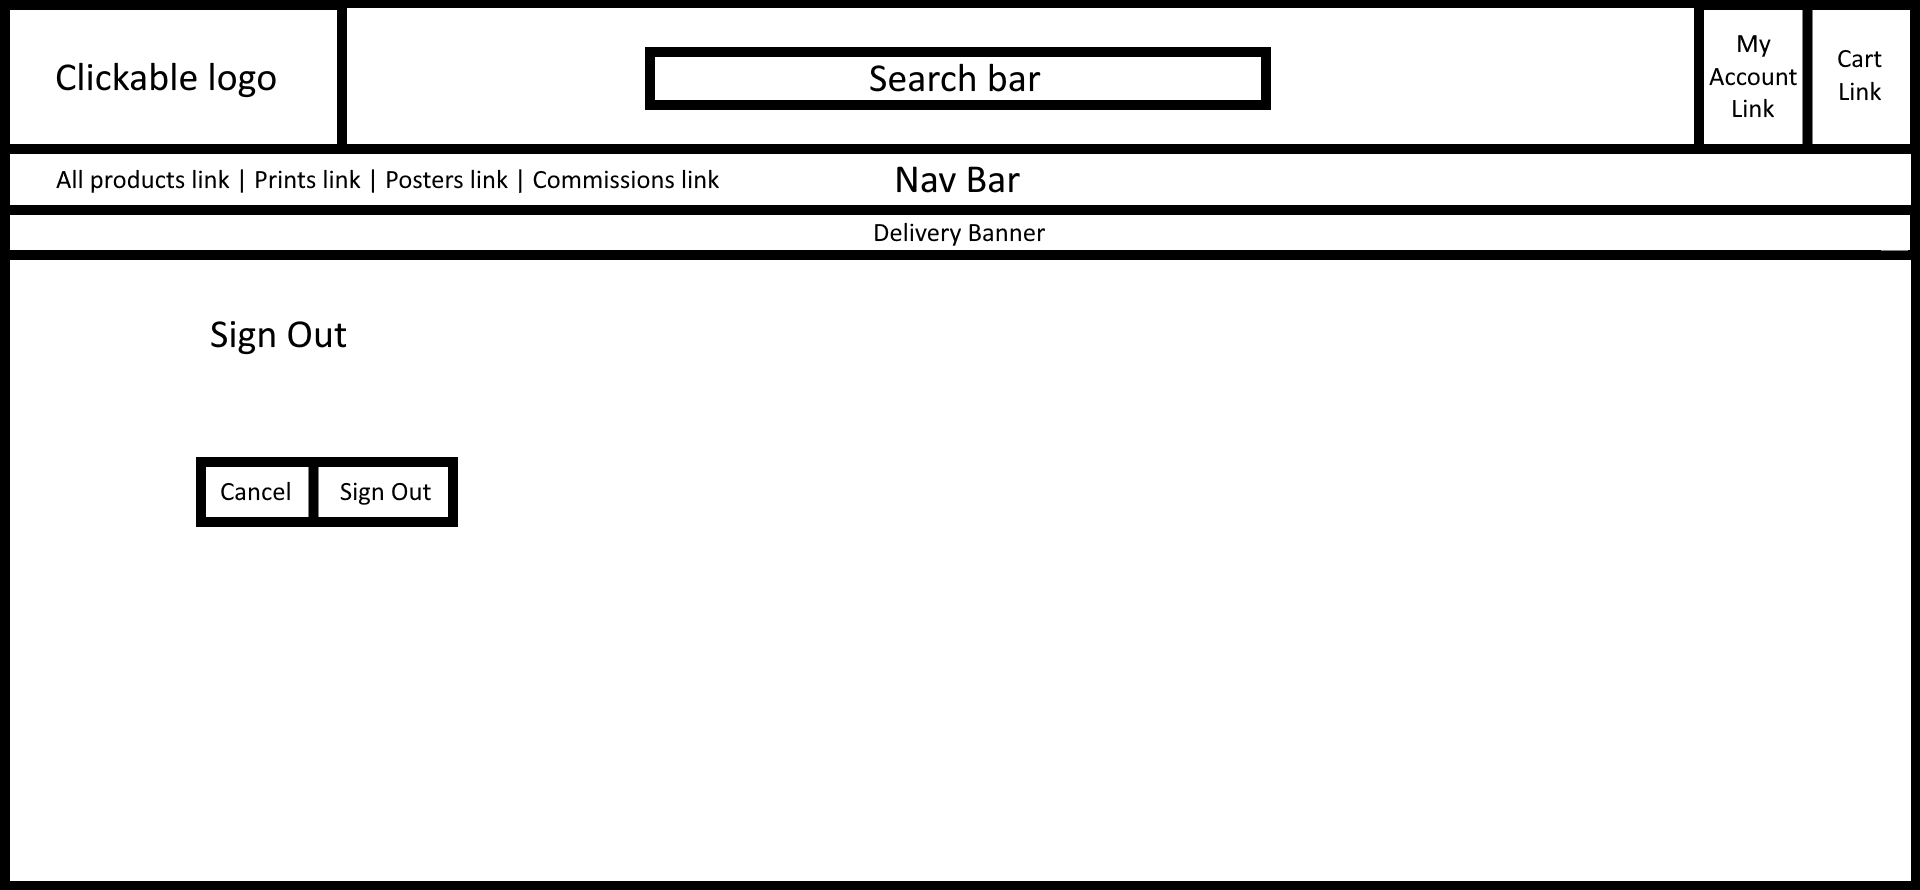 Clickable logo
Search bar
My
Account
Link
Cart
Link
All products link | Prints link | Posters link | Commissions link
Nav Bar
Delivery Banner
Sign Out
Cancel
Sign Out